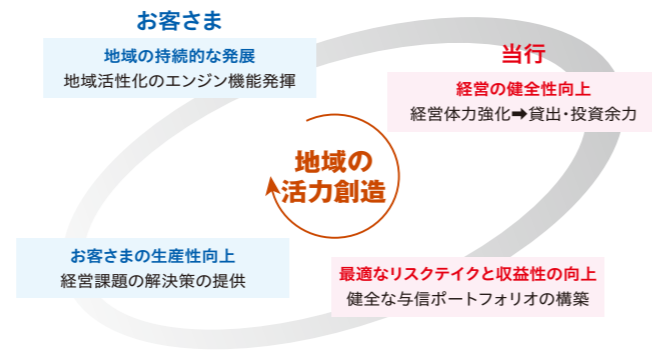 お客さま
地域の持続的な発展
地域活性化のエンジン機能発揮
当行
経営の健全性向上
経営体力強化➡貸出・投資余力
地域の
活力創造
お客さまの生産性向上
経営課題の解決策の提供
最適なリスクテイクと収益性の向上
健全な与信ポートフォリオの構築